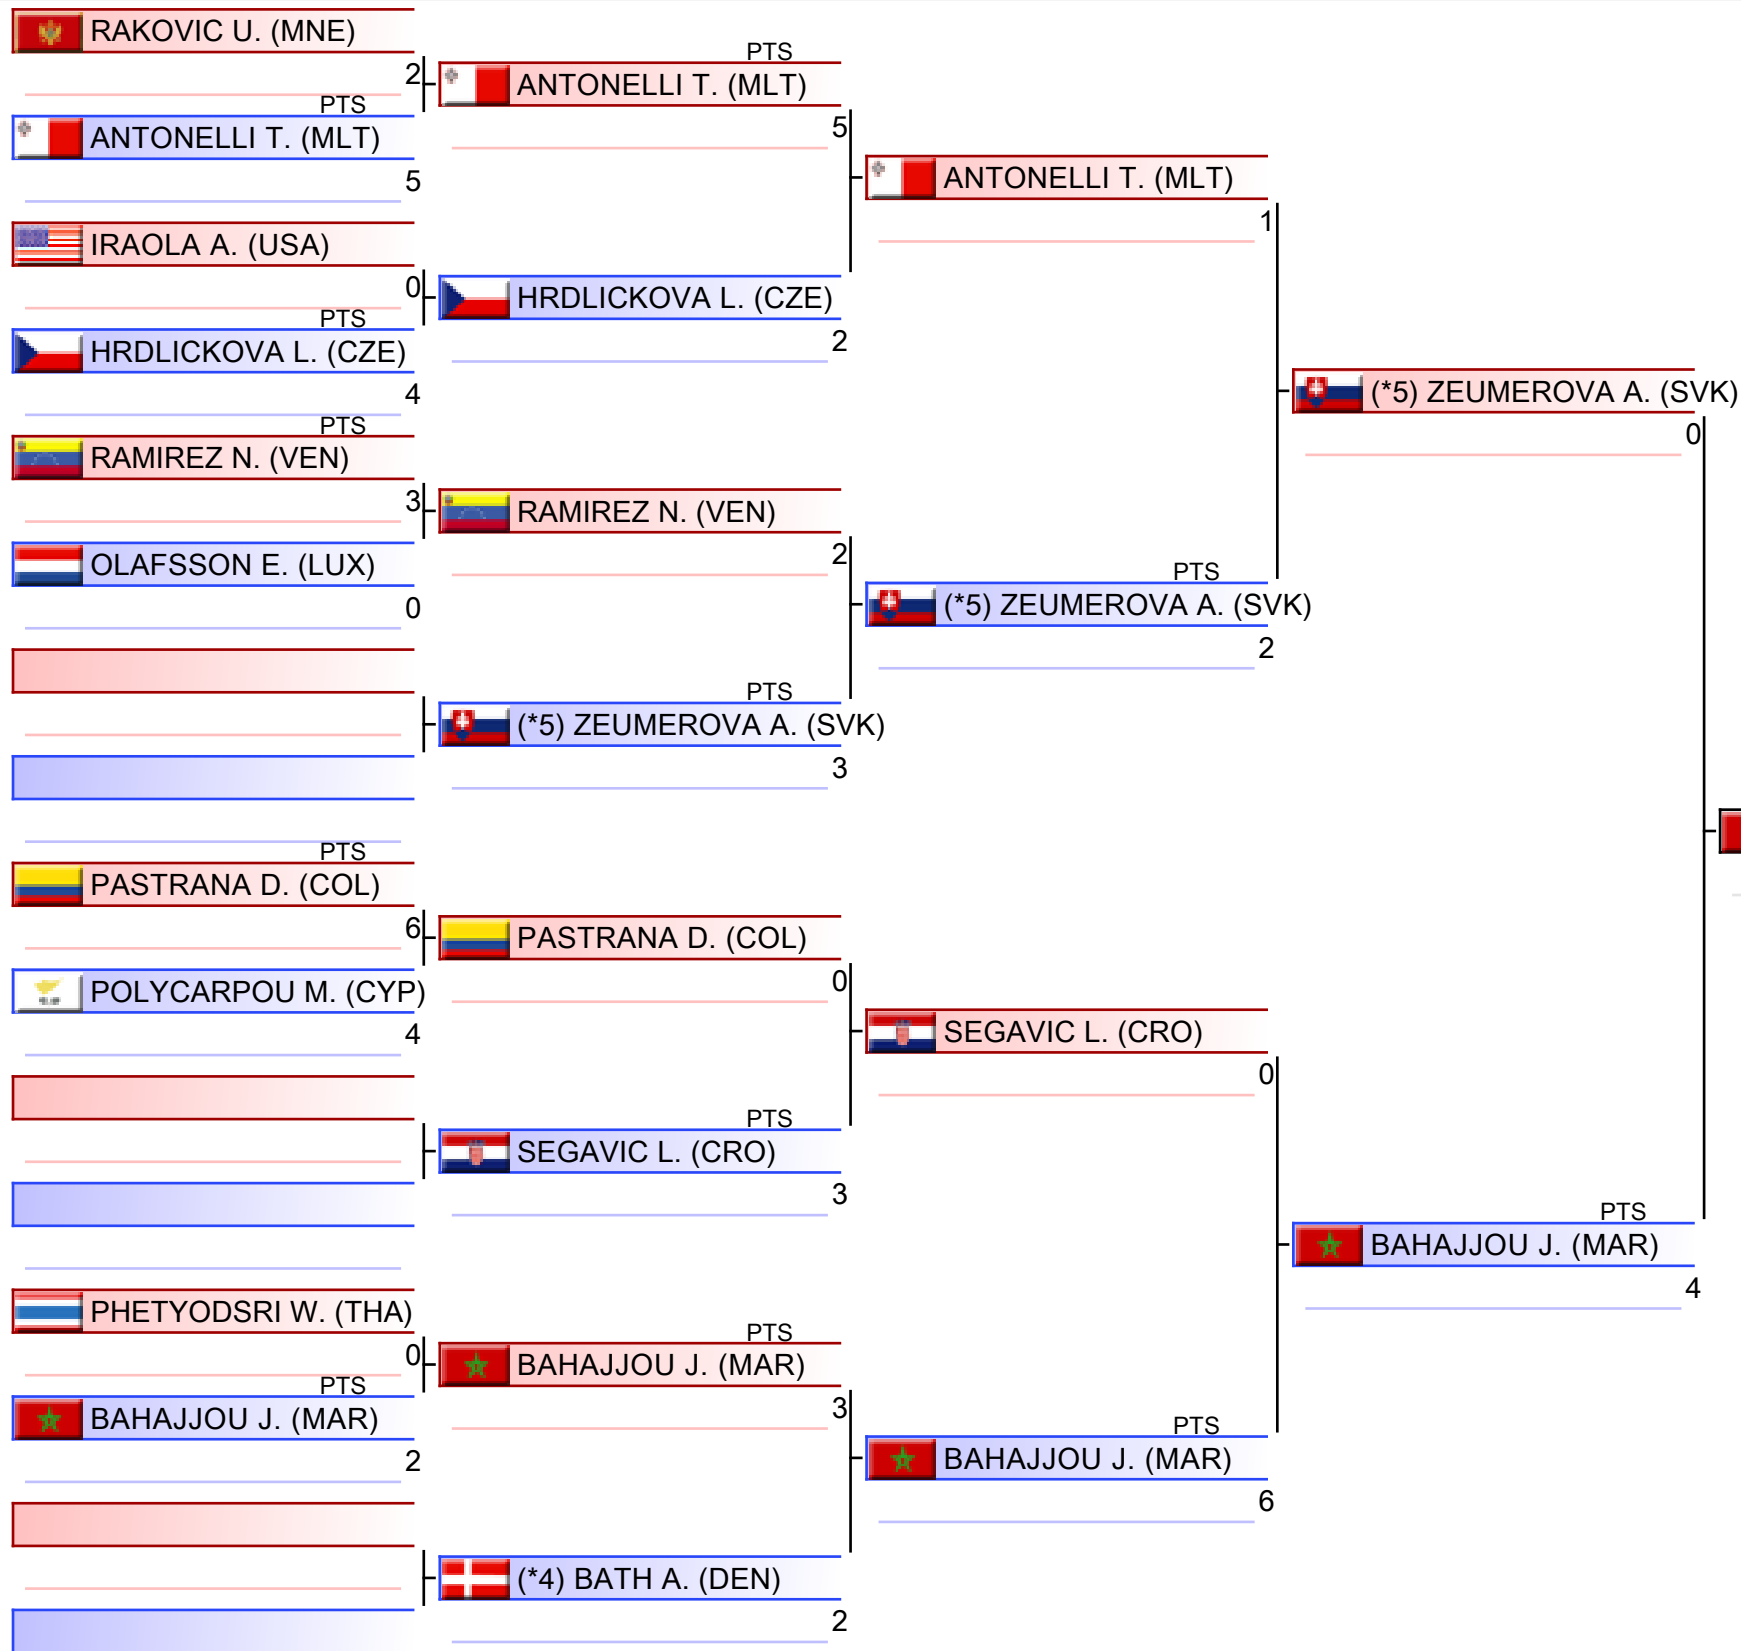 RAKOVIC U. (MNE)
2
PTS
ANTONELLI T. (MLT)
5
IRAOLA A. (USA)
0
PTS
HRDLICKOVA L. (CZE)
4
PTS
RAMIREZ N. (VEN)
3
OLAFSSON E. (LUX)
0
PTS
PASTRANA D. (COL)
6
POLYCARPOU M. (CYP)
4
PHETYODSRI W. (THA)
0
PTS
BAHAJJOU J. (MAR)
2
PTS
ANTONELLI T. (MLT)
5
HRDLICKOVA L. (CZE)
2
RAMIREZ N. (VEN)
2
PTS
(*5) ZEUMEROVA A. (SVK)
3
PASTRANA D. (COL)
0
PTS
SEGAVIC L. (CRO)
3
PTS
BAHAJJOU J. (MAR)
3
(*4) BATH A. (DEN)
2
ANTONELLI T. (MLT)
1
PTS
(*5) ZEUMEROVA A. (SVK)
2
SEGAVIC L. (CRO)
0
PTS
BAHAJJOU J. (MAR)
6
(*5) ZEUMEROVA A. (SVK)
0
PTS
BAHAJJOU J. (MAR)
4